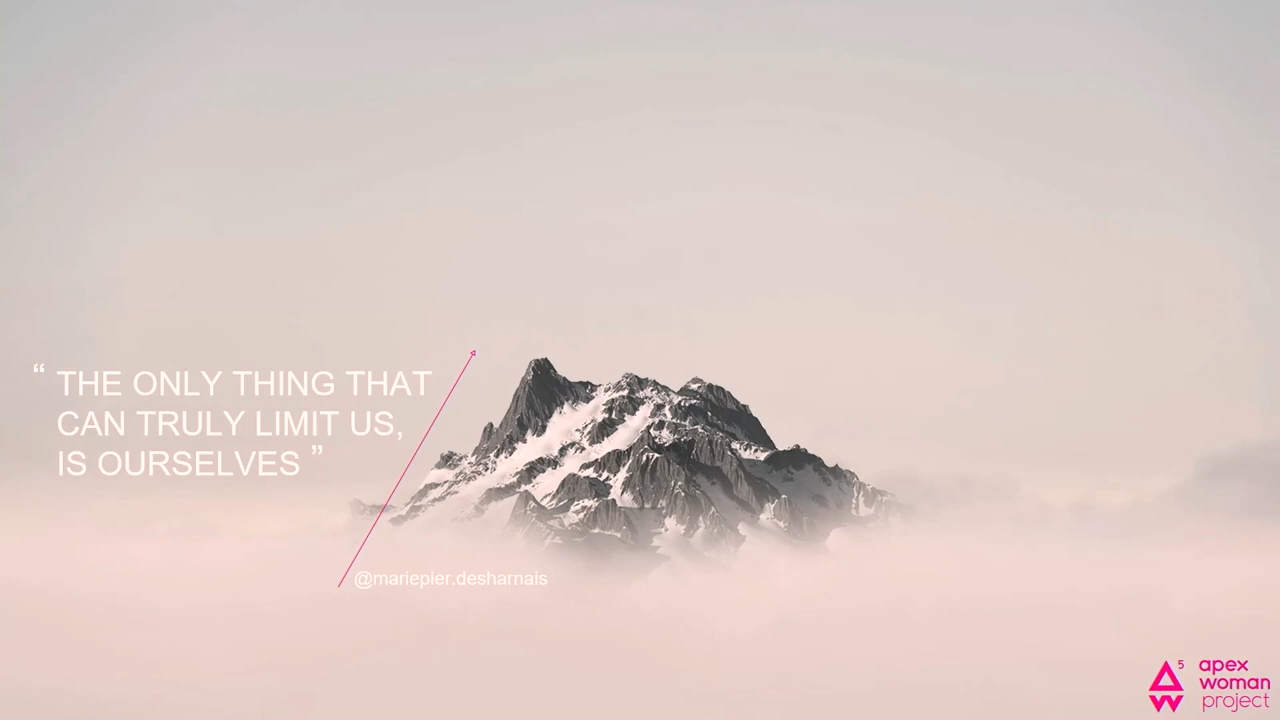 “ THE ONLY THING THAT
CAN TRULY LIMIT US,
IS OURSELVES ”
@mariepier.desharnais
5
apex
woman
project